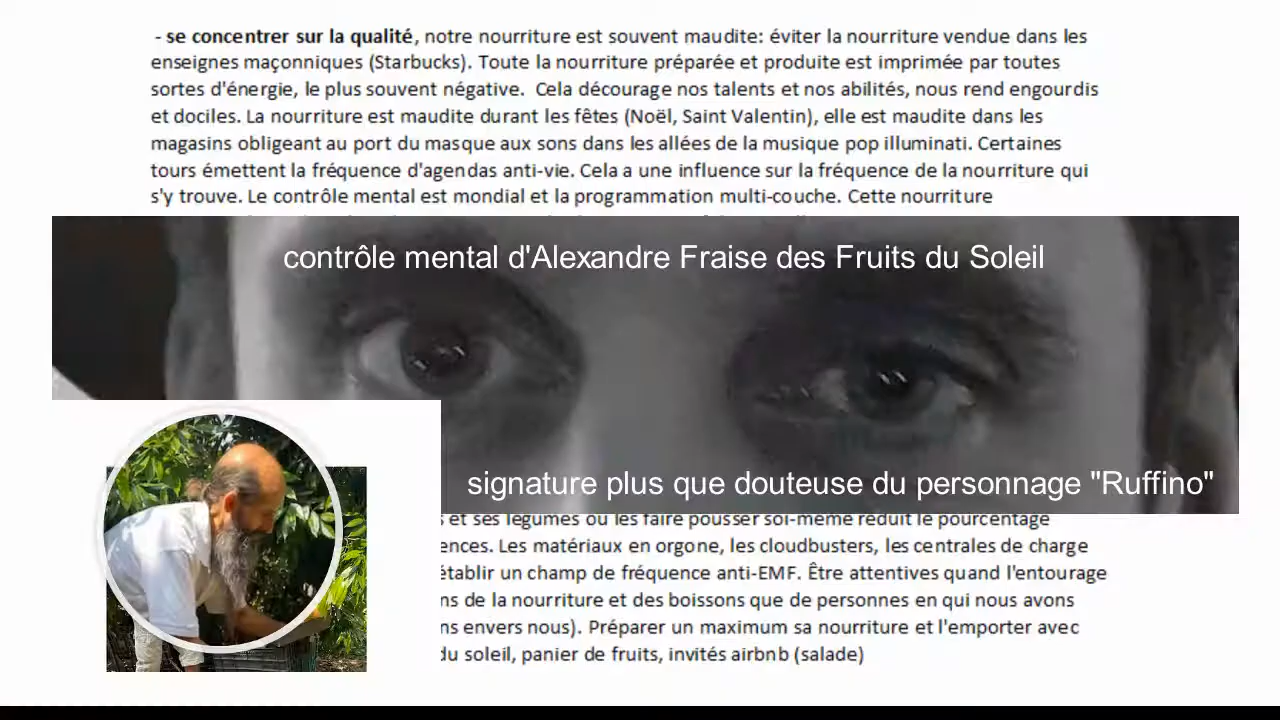 - se concentrer sur la qualité, notre nourriture est souvent maudite: éviter la nourriture vendue dans les
enseignes maçonniques (Starbucks). Toute la nourriture préparée et produite est imprimée par toutes
sortes d'énergie, le plus souvent négative. Cela décourage nos talents et nos abilités, nous rend engourdis
et dociles. La nourriture est maudite durant les fêtes (Noël, Saint Valentin), elle est maudite dans les
magasins obligeant au port du masque aux sons dans les allées de la musique pop illuminati. Certaines
tours émettent la fréquence d'agendas anti-vie. Cela a une influence sur la fréquence de la nourriture qui
s'y trouve. Le contrôle mental est mondial et la programmation multi-couche. Cette nourriture
contrôle mental d'Alexandre Fraise des Fruits du Soleil
signature plus que douteuse du personnage "Ruffino"
et ses légumes ou les faire pousser soi-même réduit le pourcentage
ences. Les matériaux en orgone, les cloudbusters, les centrales de charge
établir un champ de fréquence anti-EMF. Être attentives quand l'entourage
ns de la nourriture et des boissons que de personnes en qui nous avons
ns envers nous). Préparer un maximum sa nourriture et l'emporter avec
du soleil, panier de fruits, invités airbnb (salade)